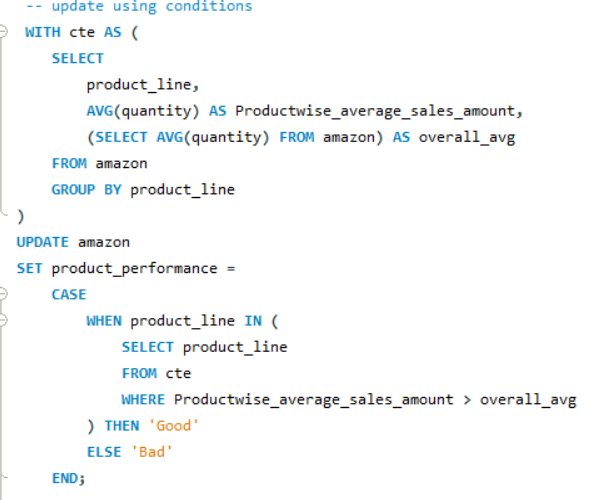 -- update using conditions
WITH cte AS (
SELECT
product_line,
AVG(quantity) AS Productwise_average_sales_amount,
(SELECT AVG(quantity) FROM amazon) AS overall_avg
FROM amazon
GROUP BY product_line
)
UPDATE amazon
SET product_performance =
CASE
WHEN product_line IN (
SELECT product_line
FROM cte
WHERE Productwise_average_sales_amount > overall_avg
) THEN 'Good'
ELSE 'Bad'
END;